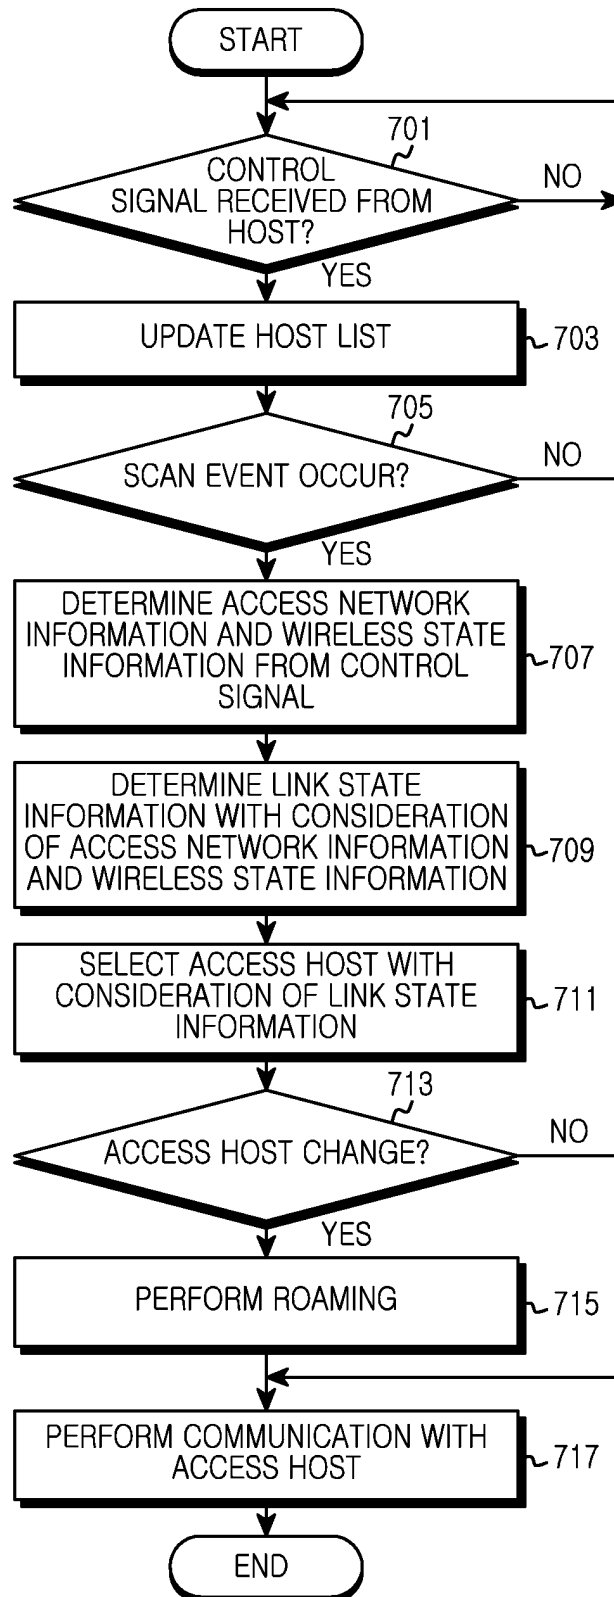 START
701
CONTROL
SIGNAL RECEIVED FROM
HOST?
NO
YES
UPDATE HOST LIST
703
705
SCAN EVENT OCCUR?
NO
YES
DETERMINE ACCESS NETWORK
INFORMATION AND WIRELESS STATE
INFORMATION FROM CONTROL
SIGNAL
707
DETERMINE LINK STATE
INFORMATION WITH CONSIDERATION
OF ACCESS NETWORK INFORMATION
AND WIRELESS STATE INFORMATION
709
SELECT ACCESS HOST WITH
CONSIDERATION OF LINK STATE
INFORMATION
711
713
ACCESS HOST CHANGE?
NO
YES
PERFORM ROAMING
715
PERFORM COMMUNICATION WITH
ACCESS HOST
717
END